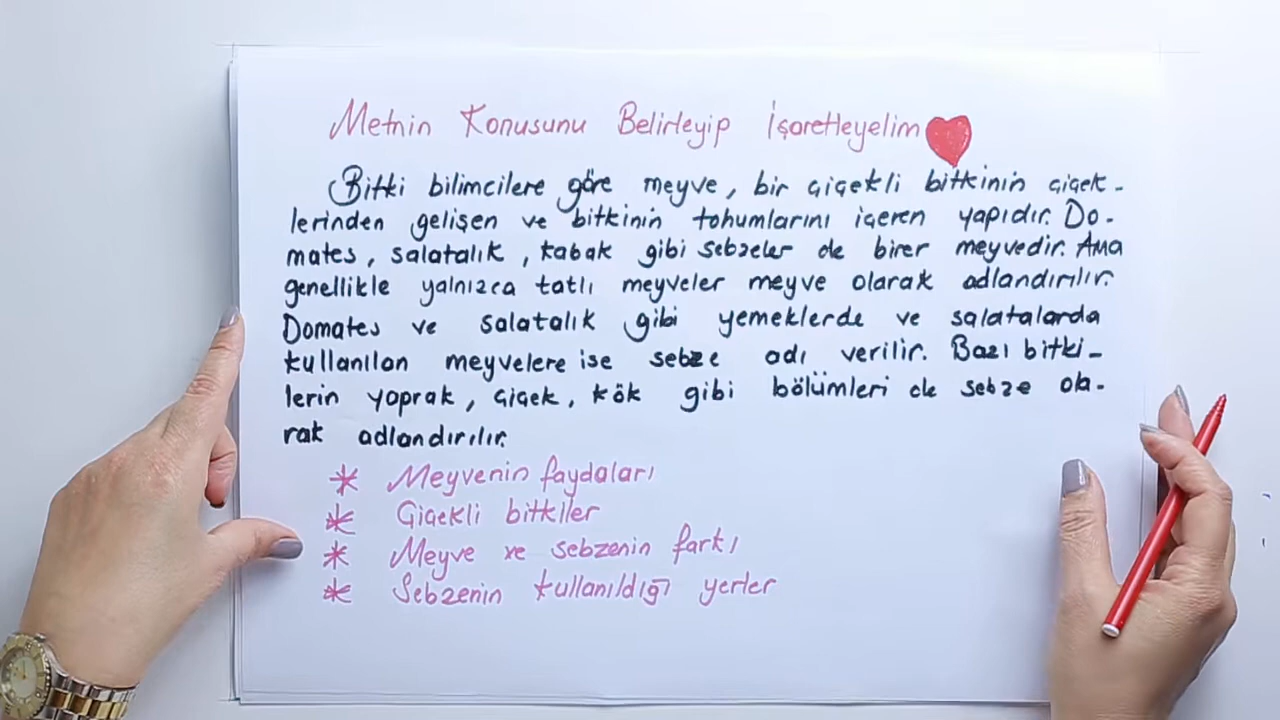 Metnin Konusunu Belirleyip İşaretleyelim
Bitki bilimcilere göre meyve, bir çiçekli bitkinin çiçek-
lerinden gelişen ve bitkinin tohumlarını içeren yapıdır. Do-
mates, salatalık, kabak gibi sebzeler de birer meyvedir. Ama
genellikle yalnızca tatlı meyveler meyve olarak adlandırılır.
Domates ve salatalık gibi yemeklerde ve salatalarda
kullanılan meyvelere ise sebze adı verilir. Bazı bitki-
lerin yaprak, çiçek, kök gibi bölümleri de sebze ola-
rak adlandırılır.
* Meyvenin faydaları
* Çiçekli bitkiler
* Meyve ve sebzenin farkı
* Sebzenin kullanıldığı yerler